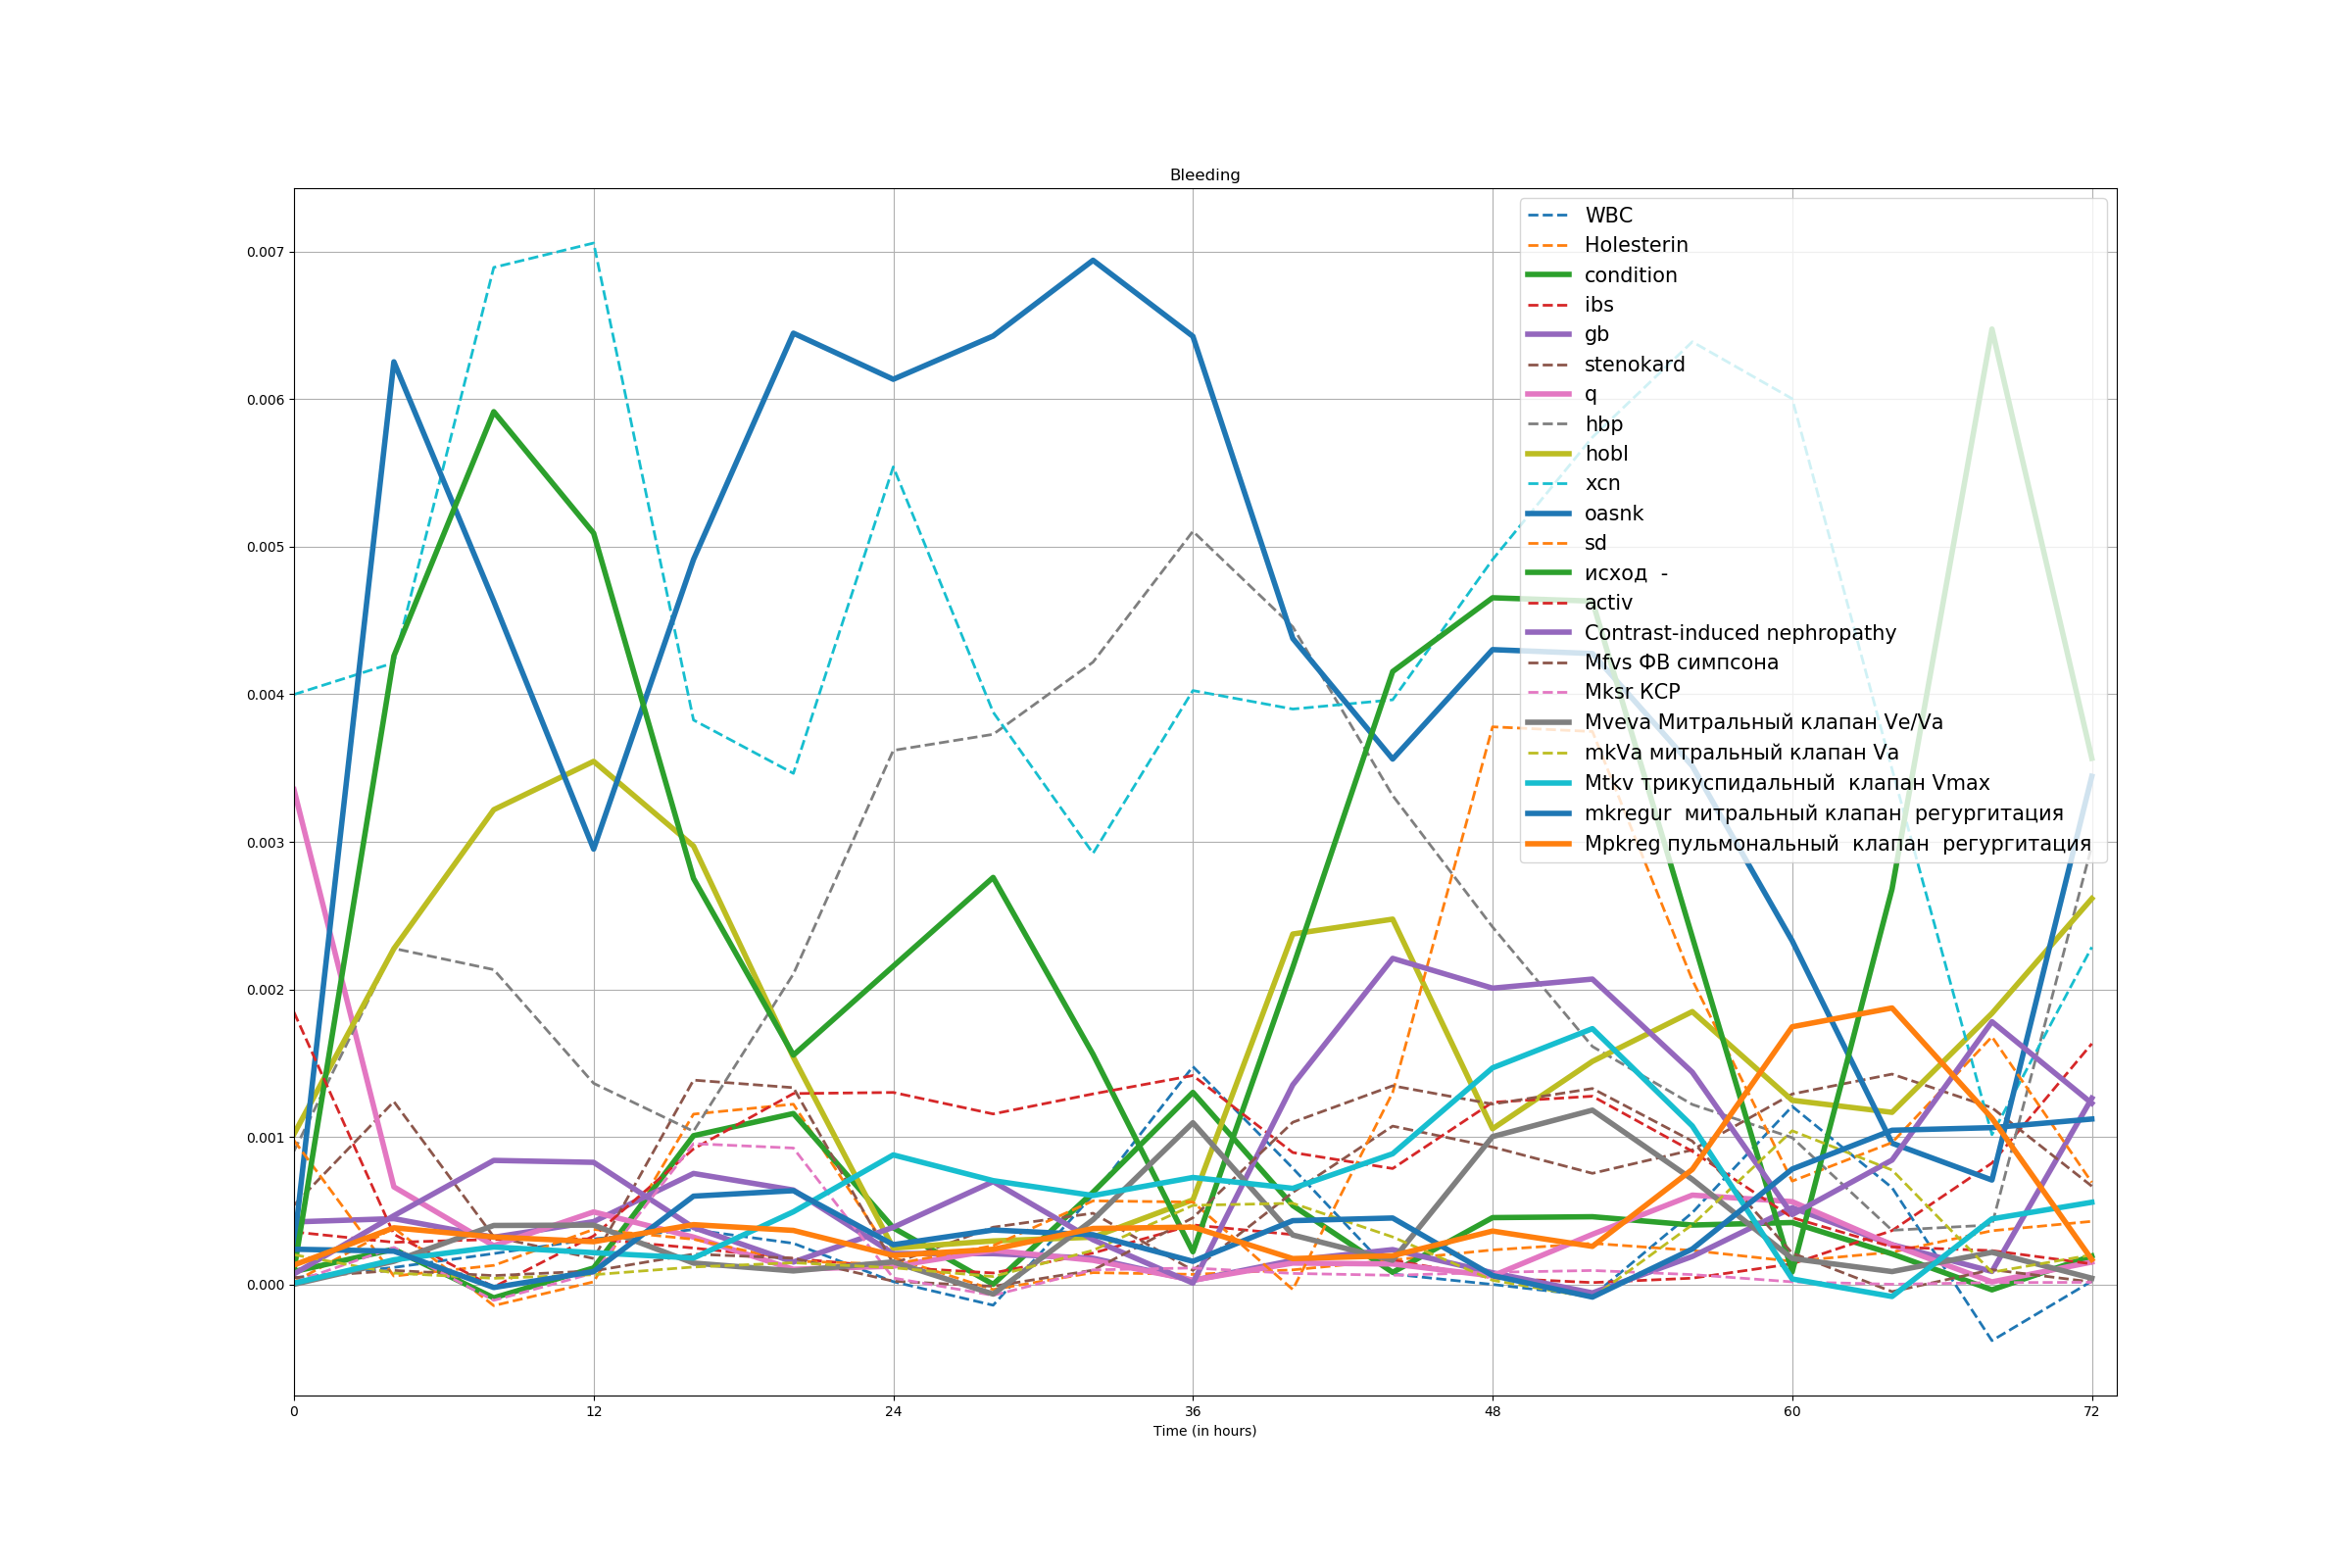 Bleeding
0.007
0.006
0.005
0.004
0.003
0.002
0.001
0.000
WBC
Holesterin
condition
ibs
gb
stenokard
q
hbp
hobl
xcn
oasnk
sd
исход  -
activ
Contrast-induced nephropathy
Mfvs ФВ симпсона
Mksr КСР
Mveva Митральный клапан Ve/Va
mkVa митральный клапан Va
Mtkv трикуспидальный  клапан Vmax
mkregur  митральный клапан  регургитация
Mpkreg пульмональный  клапан  регургитация
0 12 24 36 48 60 72
Time (in hours)